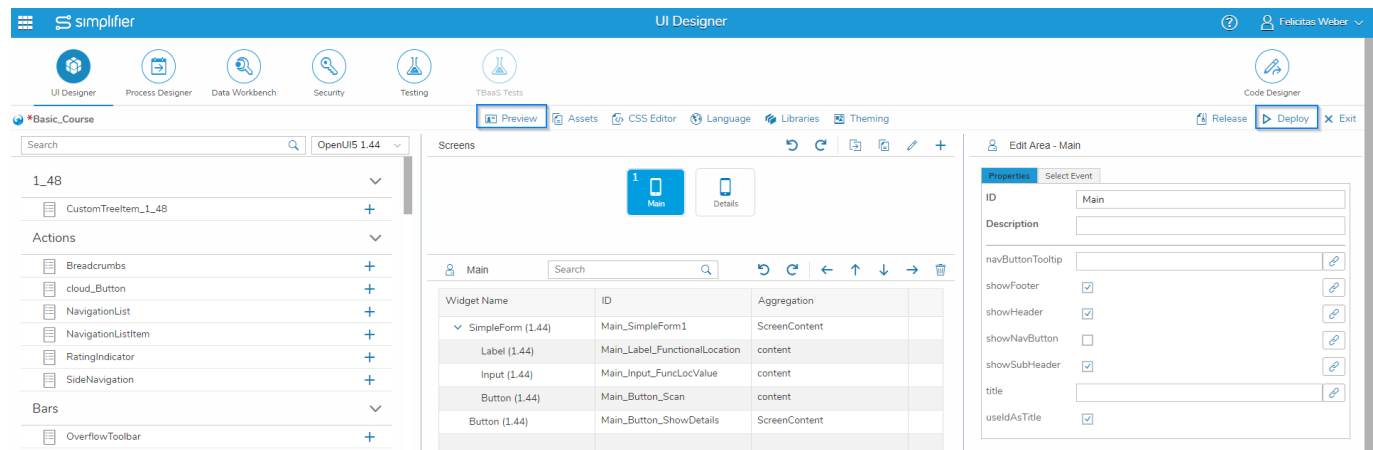 simplifier UI Designer Felicitas Weber
UI Designer Process Designer Data Workbench Security Testing TBaaS Tests Code Designer
*Basic_Course Preview Assets CSS Editor Language Libraries Theming Release Deploy Exit
Search OpenUI5 1.44
1_48
CustomTreeItem_1_48
Actions
Breadcrumbs
cloud_Button
NavigationList
NavigationListItem
RatingIndicator
SideNavigation
Bars
OverflowToolbar
Screens
1
Main Details
Main Search
Widget Name ID Aggregation
SimpleForm (1.44) Main_SimpleForm1 ScreenContent
Label (1.44) Main_Label_FunctionalLocation content
Input (1.44) Main_Input_FuncLocValue content
Button (1.44) Main_Button_Scan content
Button (1.44) Main_Button_ShowDetails ScreenContent
Edit Area - Main
Properties Select Event
ID Main
Description
navButtonTooltip
showFooter
showHeader
showNavButton
showSubHeader
title
useIdAsTitle